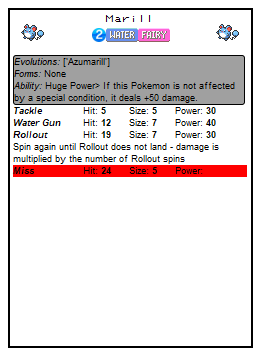 Marill
2 WATER FAIRY
Evolutions: ['Azumarill']
Forms: None
Ability: Huge Power> If this Pokemon is not affected
by a special condition, it deals +50 damage.
Tackle Hit: 5 Size: 5 Power: 30
Water Gun Hit: 12 Size: 7 Power: 40
Rollout Hit: 19 Size: 7 Power: 30
Spin again until Rollout does not land - damage is
multiplied by the number of Rollout spins
Miss Hit: 24 Size: 5 Power: